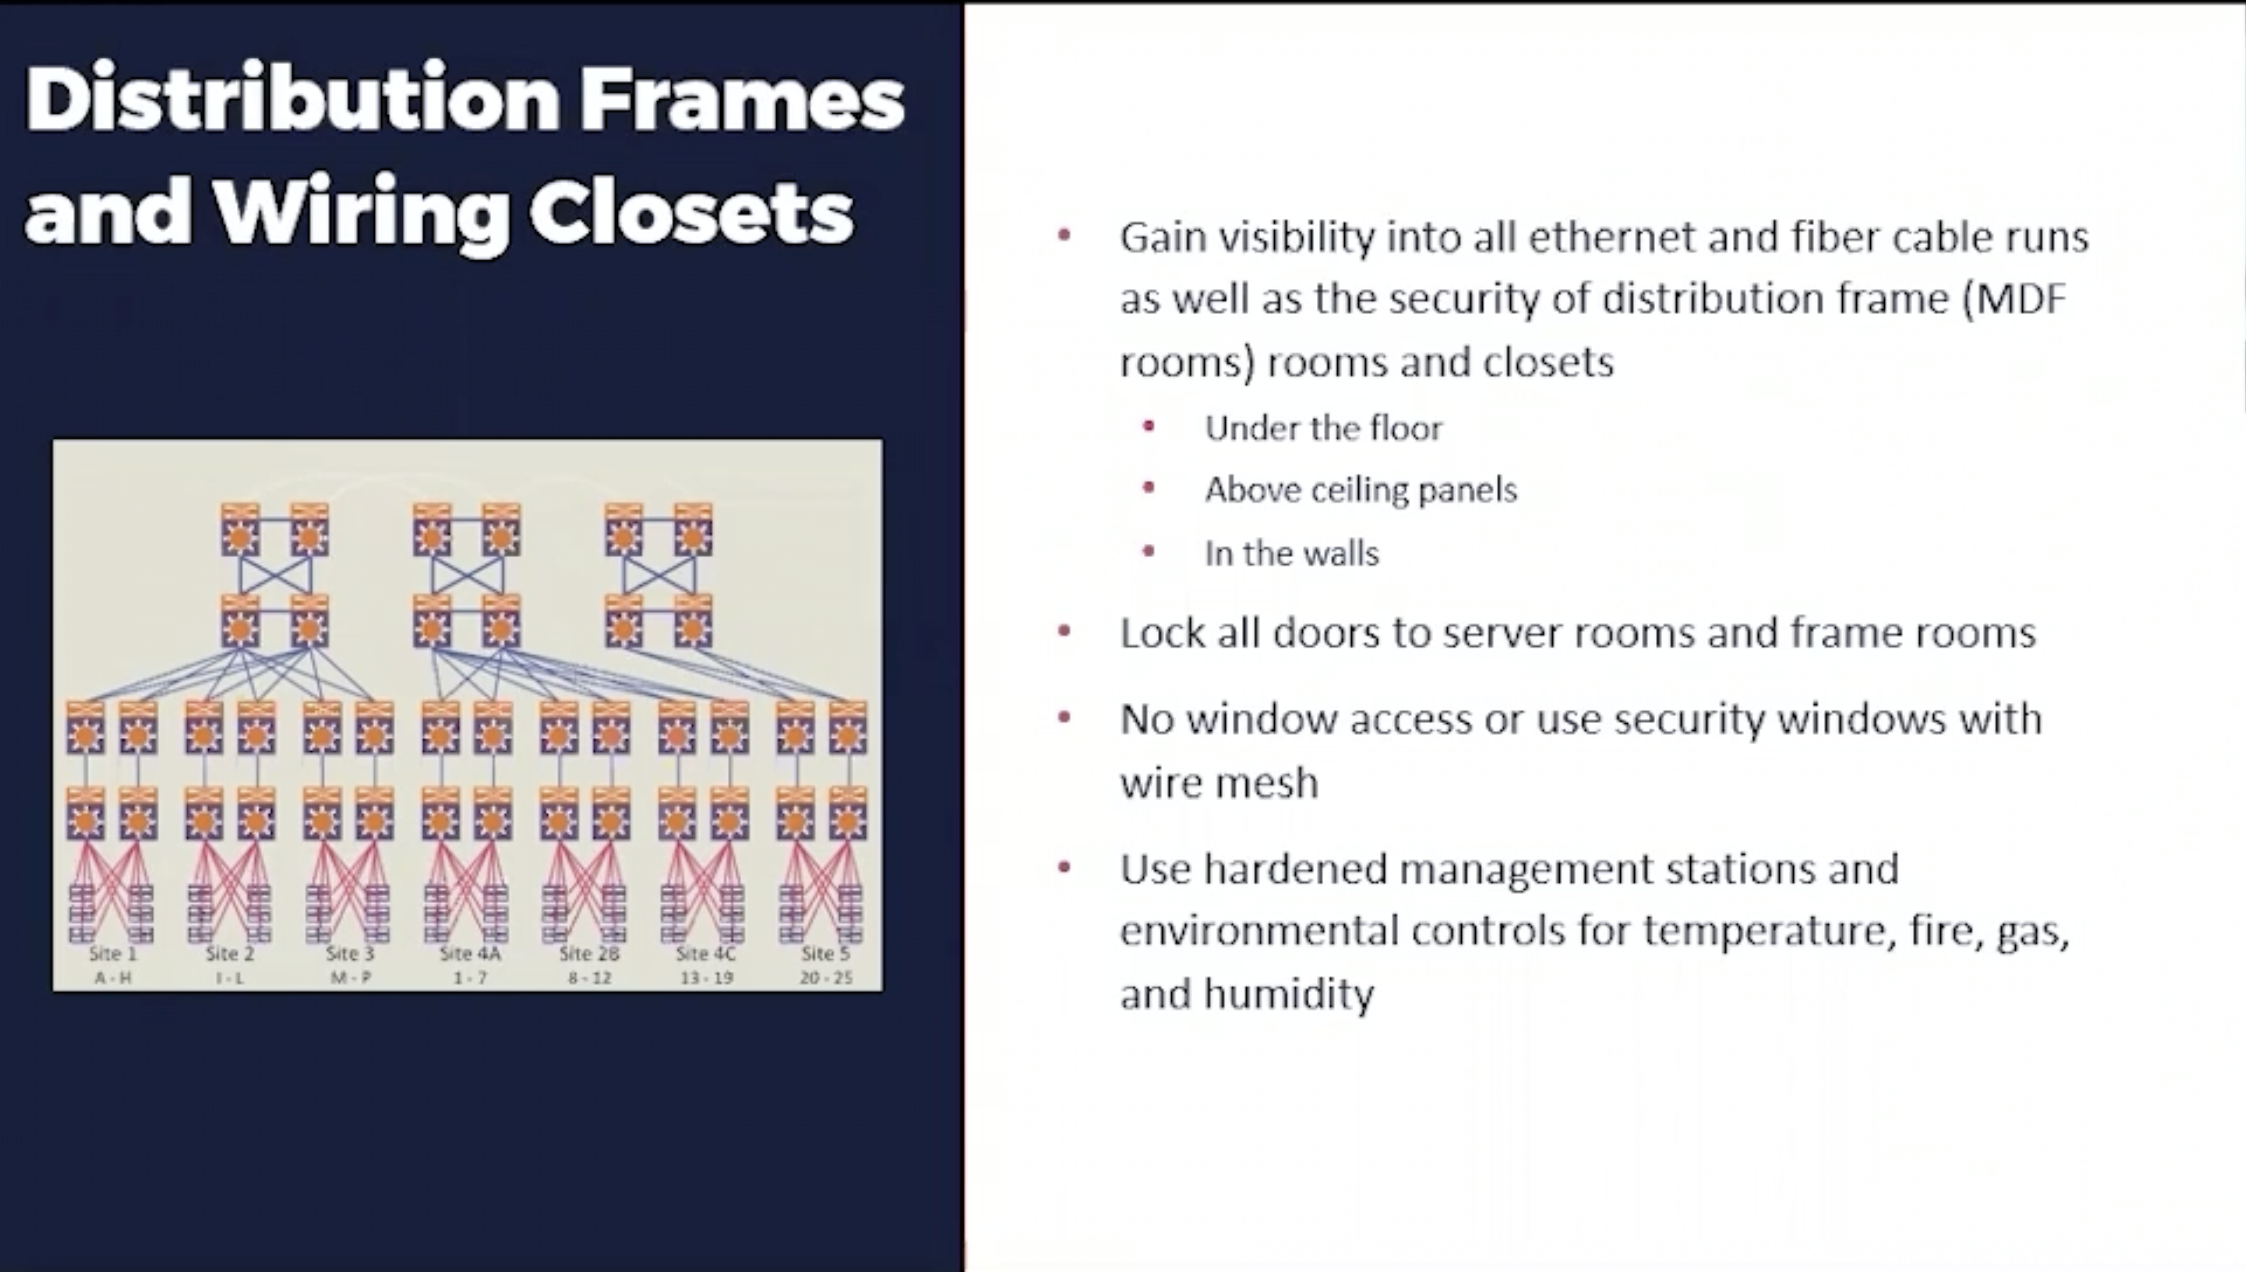 Distribution Frames
and Wiring Closets
Site 1
Site 2
Site 3
Site 4A
Site 2B
Site 4C
Site 5
A - H
I - L
M - P
1 - 7
8 - 12
13 - 19
20 - 25
• Gain visibility into all ethernet and fiber cable runs
as well as the security of distribution frame (MDF
rooms) rooms and closets
• Under the floor
• Above ceiling panels
• In the walls
• Lock all doors to server rooms and frame rooms
• No window access or use security windows with
wire mesh
• Use hardened management stations and
environmental controls for temperature, fire, gas,
and humidity